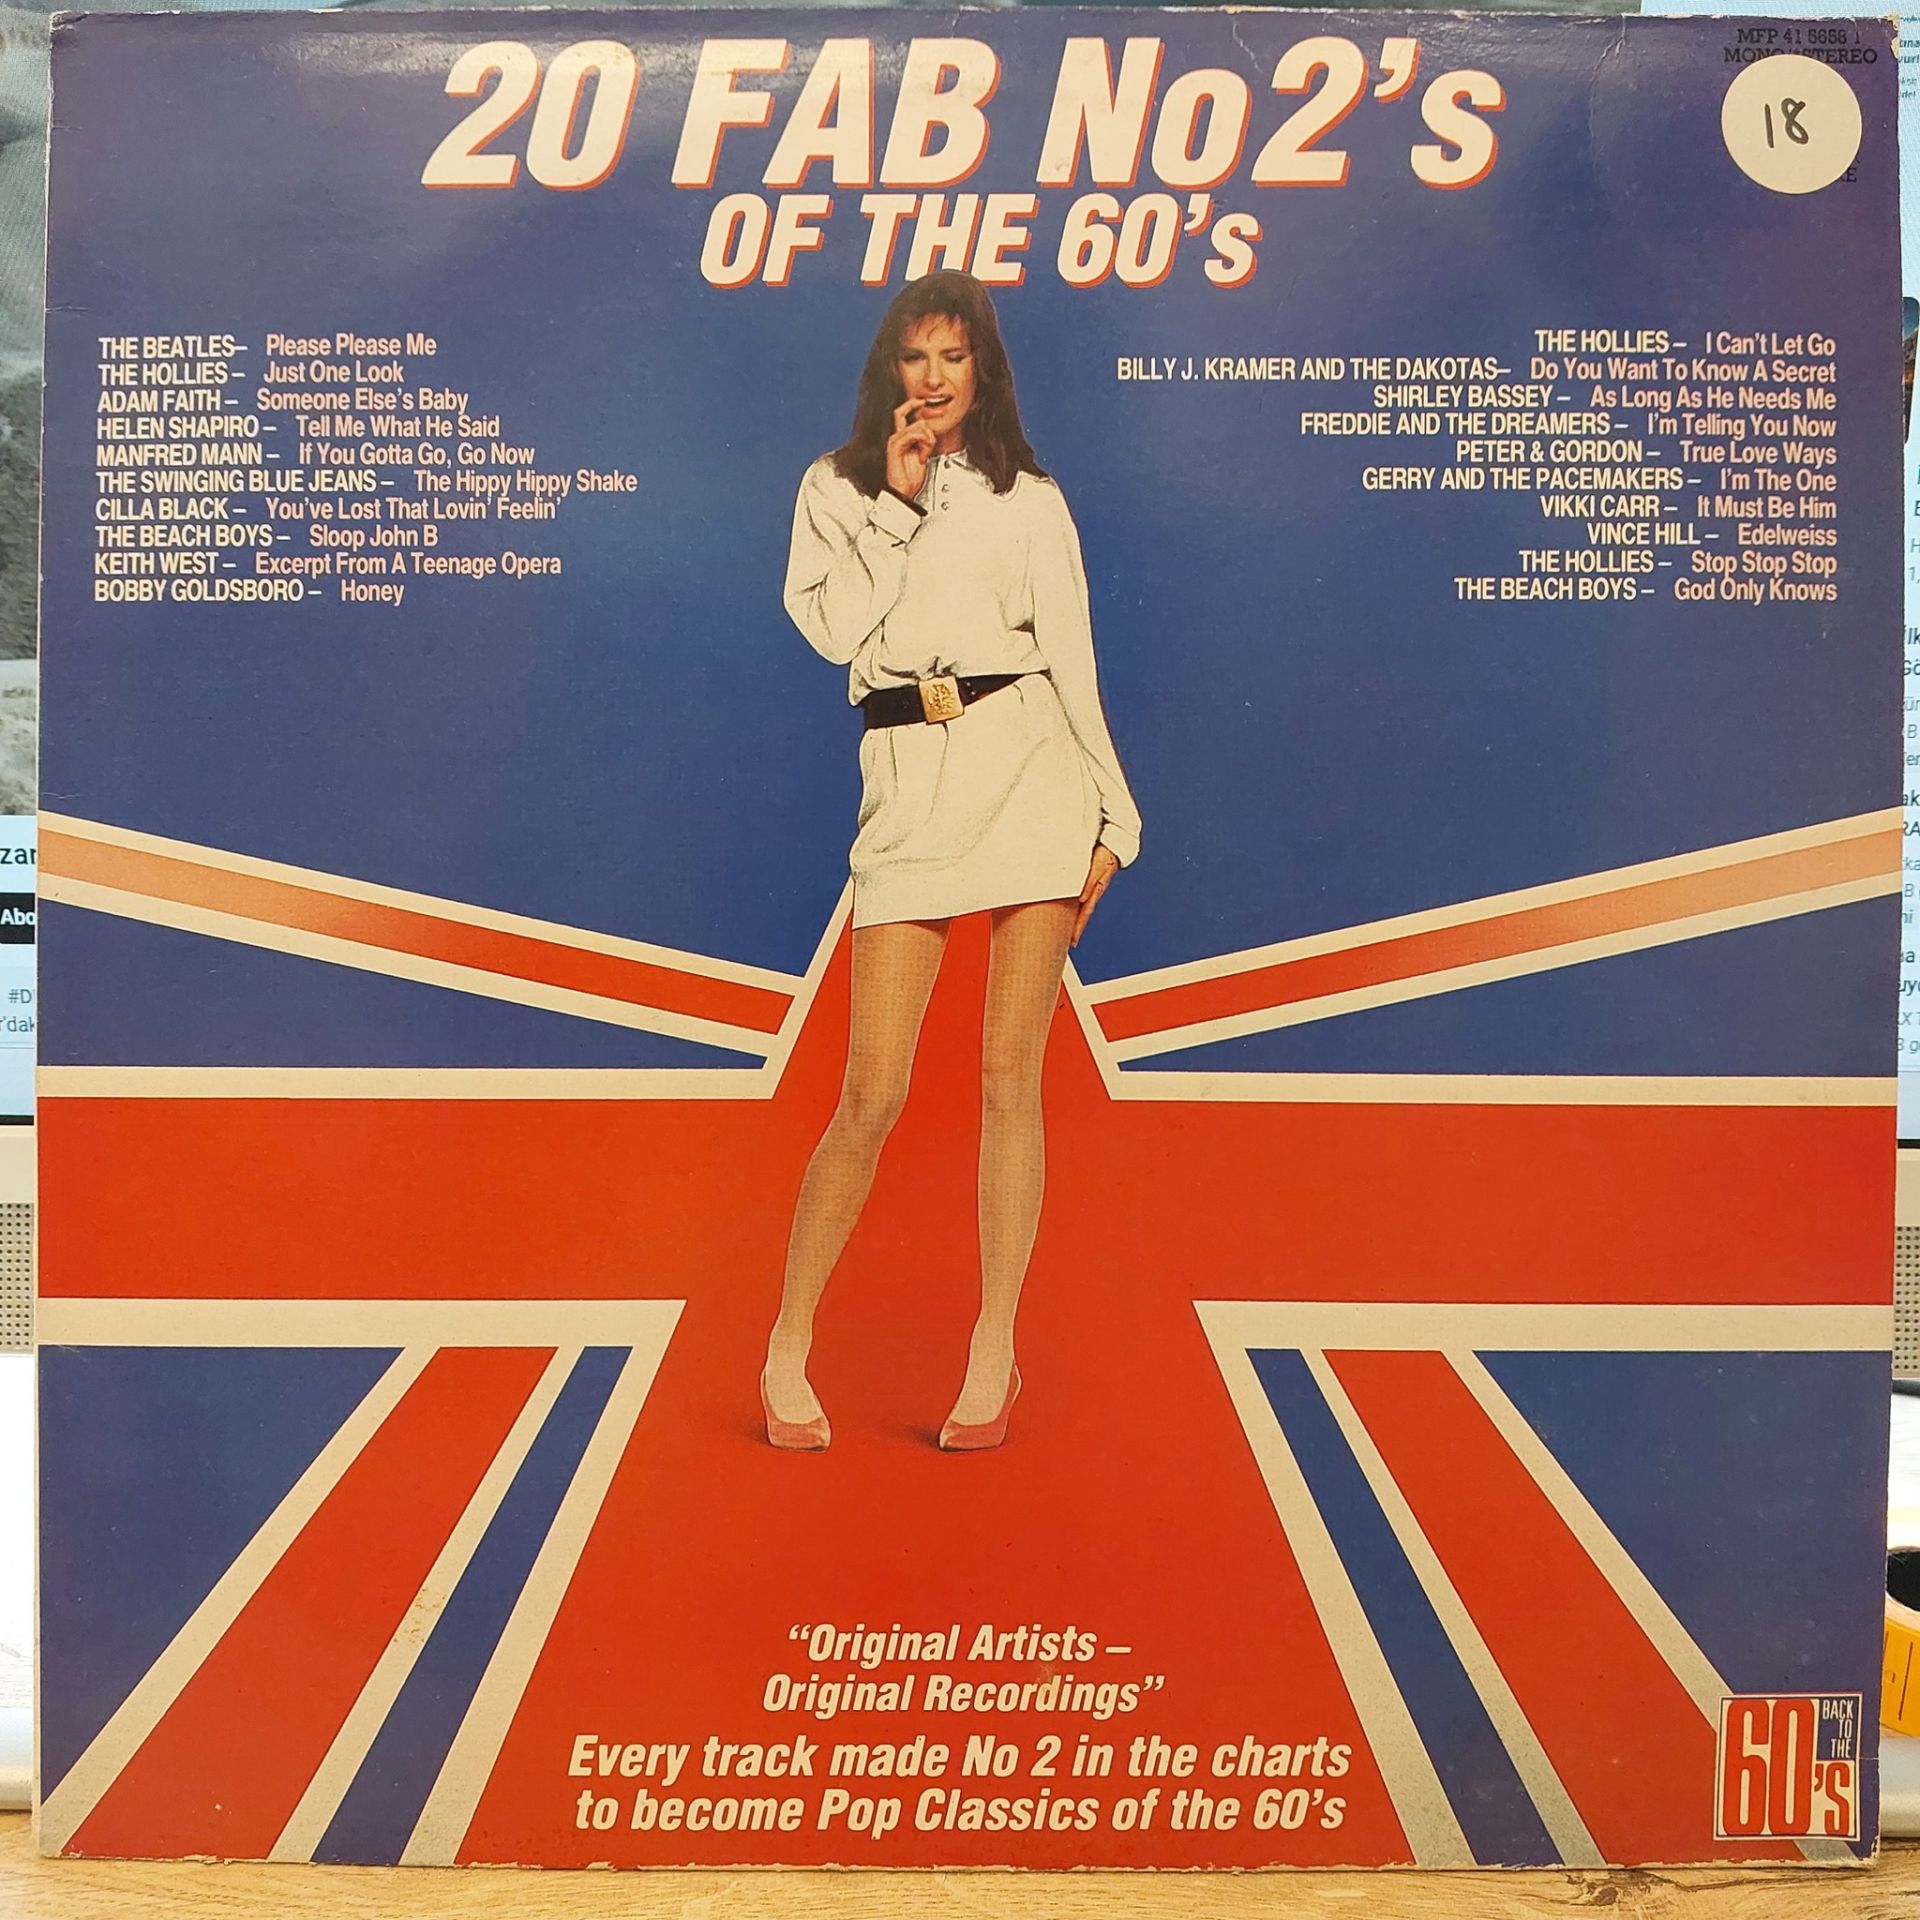 MFP 41 5658 1
MONO/STEREO
18
20 FAB No2's
OF THE 60's
THE BEATLES– Please Please Me
THE HOLLIES – Just One Look
ADAM FAITH – Someone Else's Baby
HELEN SHAPIRO – Tell Me What He Said
MANFRED MANN – If You Gotta Go, Go Now
THE SWINGING BLUE JEANS – The Hippy Hippy Shake
CILLA BLACK – You've Lost That Lovin' Feelin'
THE BEACH BOYS – Sloop John B
KEITH WEST – Excerpt From A Teenage Opera
BOBBY GOLDSBORO – Honey
THE HOLLIES – I Can't Let Go
BILLY J. KRAMER AND THE DAKOTAS– Do You Want To Know A Secret
SHIRLEY BASSEY – As Long As He Needs Me
FREDDIE AND THE DREAMERS – I'm Telling You Now
PETER & GORDON – True Love Ways
GERRY AND THE PACEMAKERS – I'm The One
VIKKI CARR – It Must Be Him
VINCE HILL – Edelweiss
THE HOLLIES – Stop Stop Stop
THE BEACH BOYS – God Only Knows
"Original Artists –
Original Recordings"
Every track made No 2 in the charts
to become Pop Classics of the 60's
BACK
TO
THE
60's